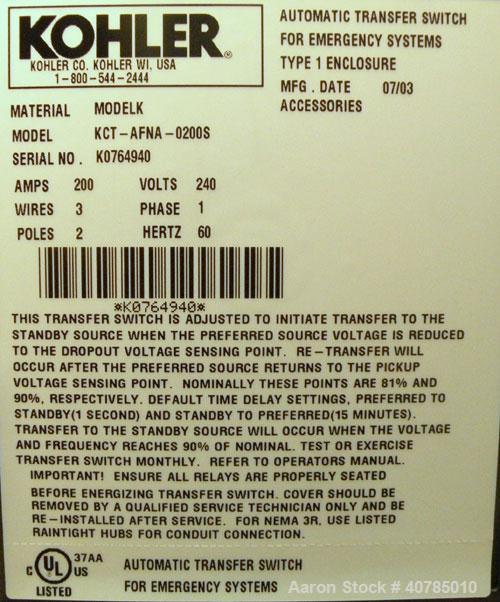 KOHLER®
KOHLER CO. KOHLER WI, USA
1-800-544-2444
AUTOMATIC TRANSFER SWITCH
FOR EMERGENCY SYSTEMS
TYPE 1 ENCLOSURE
MFG. DATE 07/03
ACCESSORIES
MATERIAL MODELK
MODEL KCT-AFNA-0200S
SERIAL NO. K0764940
AMPS 200 VOLTS 240
WIRES 3 PHASE 1
POLES 2 HERTZ 60
*K0764940*
THIS TRANSFER SWITCH IS ADJUSTED TO INITIATE TRANSFER TO THE
STANDBY SOURCE WHEN THE PREFERRED SOURCE VOLTAGE IS REDUCED
TO THE DROPOUT VOLTAGE SENSING POINT. RE-TRANSFER WILL
OCCUR AFTER THE PREFERRED SOURCE RETURNS TO THE PICKUP
VOLTAGE SENSING POINT. NOMINALLY THESE POINTS ARE 81% AND
90%, RESPECTIVELY. DEFAULT TIME DELAY SETTINGS, PREFERRED TO
STANDBY(1 SECOND) AND STANDBY TO PREFERRED(15 MINUTES).
TRANSFER TO THE STANDBY SOURCE WILL OCCUR WHEN THE VOLTAGE
AND FREQUENCY REACHES 90% OF NOMINAL. TEST OR EXERCISE
TRANSFER SWITCH MONTHLY. REFER TO OPERATORS MANUAL.
IMPORTANT! ENSURE ALL RELAYS ARE PROPERLY SEATED
BEFORE ENERGIZING TRANSFER SWITCH. COVER SHOULD BE
REMOVED BY A QUALIFIED SERVICE TECHNICIAN ONLY AND BE
RE-INSTALLED AFTER SERVICE. FOR NEMA 3R, USE LISTED
RAINTIGHT HUBS FOR CONDUIT CONNECTION.
C UL US 37AA
LISTED
AUTOMATIC TRANSFER SWITCH
FOR EMERGENCY SYSTEMS
Aaron Stock # 40785010